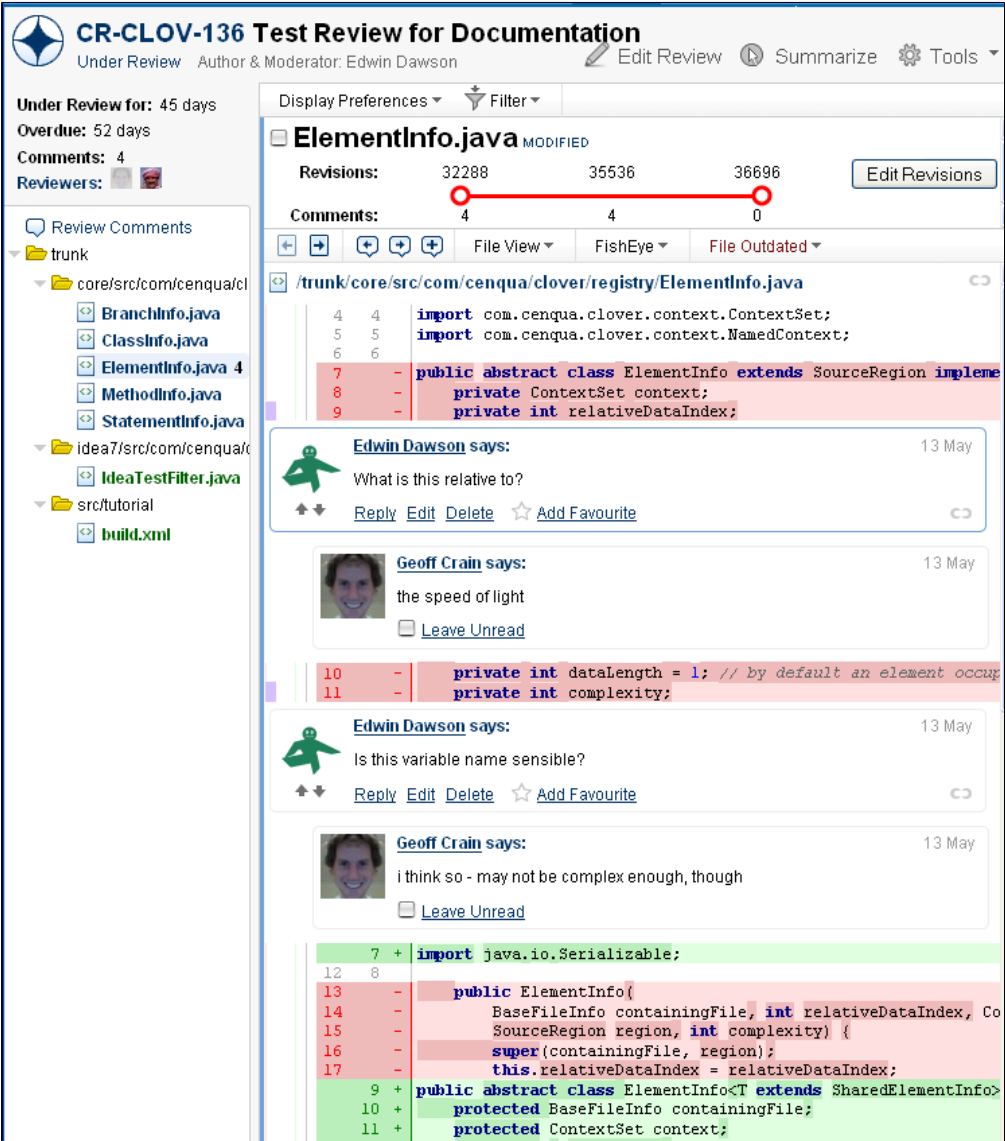 CR-CLOV-136 Test Review for Documentation
Under Review Author & Moderator: Edwin Dawson
Edit Review Summarize Tools
Under Review for: 45 days
Overdue: 52 days
Comments: 4
Reviewers:
Review Comments
trunk
core/src/com/cenqua/cl
BranchInfo.java
ClassInfo.java
ElementInfo.java 4
MethodInfo.java
StatementInfo.java
idea7/src/com/cenqua/c
IdeaTestFilter.java
src/tutorial
build.xml
Display Preferences Filter
ElementInfo.java MODIFIED
Revisions: 32288 35536 36696 Edit Revisions
Comments: 4 4 0
File View FishEye File Outdated
/trunk/core/src/com/cenqua/clover/registry/ElementInfo.java
4 4 import com.cenqua.clover.context.ContextSet;
5 5 import com.cenqua.clover.context.NamedContext;
6 6
7 - public abstract class ElementInfo extends SourceRegion impleme
8 - private ContextSet context;
9 - private int relativeDataIndex;
Edwin Dawson says: 13 May
What is this relative to?
Reply Edit Delete Add Favourite
Geoff Crain says: 13 May
the speed of light
Leave Unread
10 - private int dataLength = 1; // by default an element occup
11 - private int complexity;
Edwin Dawson says: 13 May
Is this variable name sensible?
Reply Edit Delete Add Favourite
Geoff Crain says: 13 May
i think so - may not be complex enough, though
Leave Unread
7 + import java.io.Serializable;
12 8
13 - public ElementInfo(
14 - BaseFileInfo containingFile, int relativeDataIndex, Co
15 - SourceRegion region, int complexity) {
16 - super(containingFile, region);
17 - this.relativeDataIndex = relativeDataIndex;
9 + public abstract class ElementInfo<T extends SharedElementInfo>
10 + protected BaseFileInfo containingFile;
11 + protected ContextSet context;